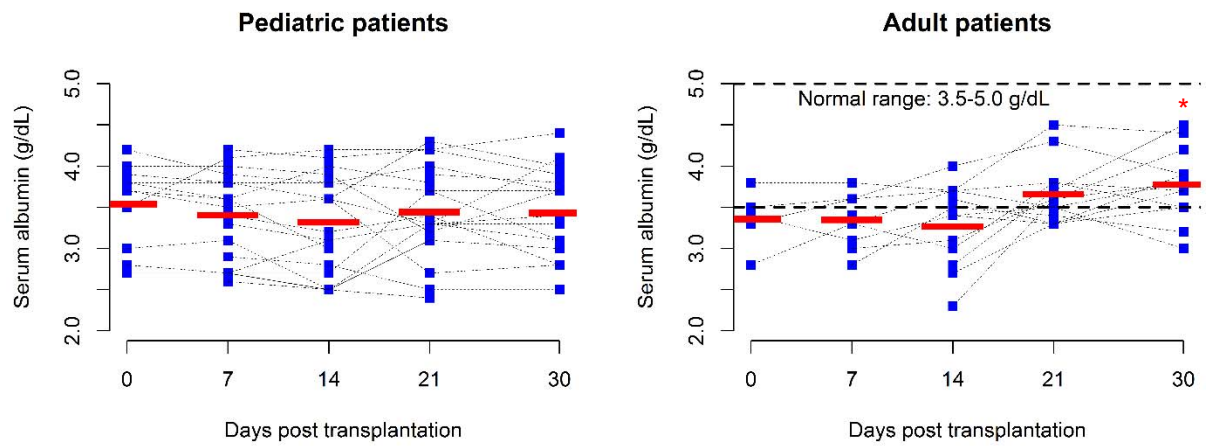 Pediatric patients
Serum albumin (g/dL)
5.0
4.0
3.0
2.0
0 7 14 21 30
Days post transplantation
Adult patients
Serum albumin (g/dL)
5.0
4.0
3.0
2.0
Normal range: 3.5-5.0 g/dL
*
0 7 14 21 30
Days post transplantation